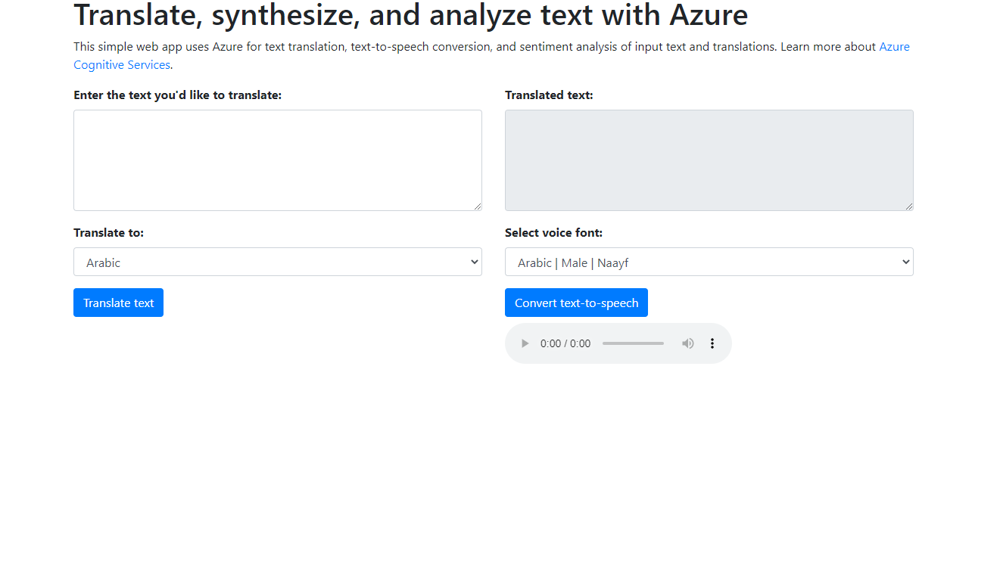 Translate, synthesize, and analyze text with Azure
This simple web app uses Azure for text translation, text-to-speech conversion, and sentiment analysis of input text and translations. Learn more about Azure
Cognitive Services.
Enter the text you'd like to translate:
Translated text:
Translate to:
Select voice font:
Arabic
Arabic | Male | Naayf
Translate text
Convert text-to-speech
0:00 / 0:00